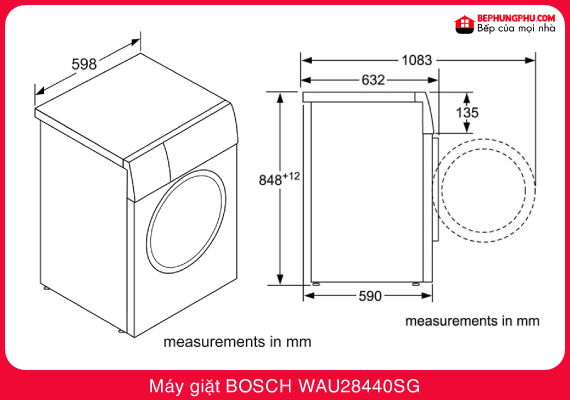 BEPHUNGPHU.COM
Bếp của mọi nhà
598
1083
632
135
848+12
590
measurements in mm
measurements in mm
Máy giặt BOSCH WAU28440SG